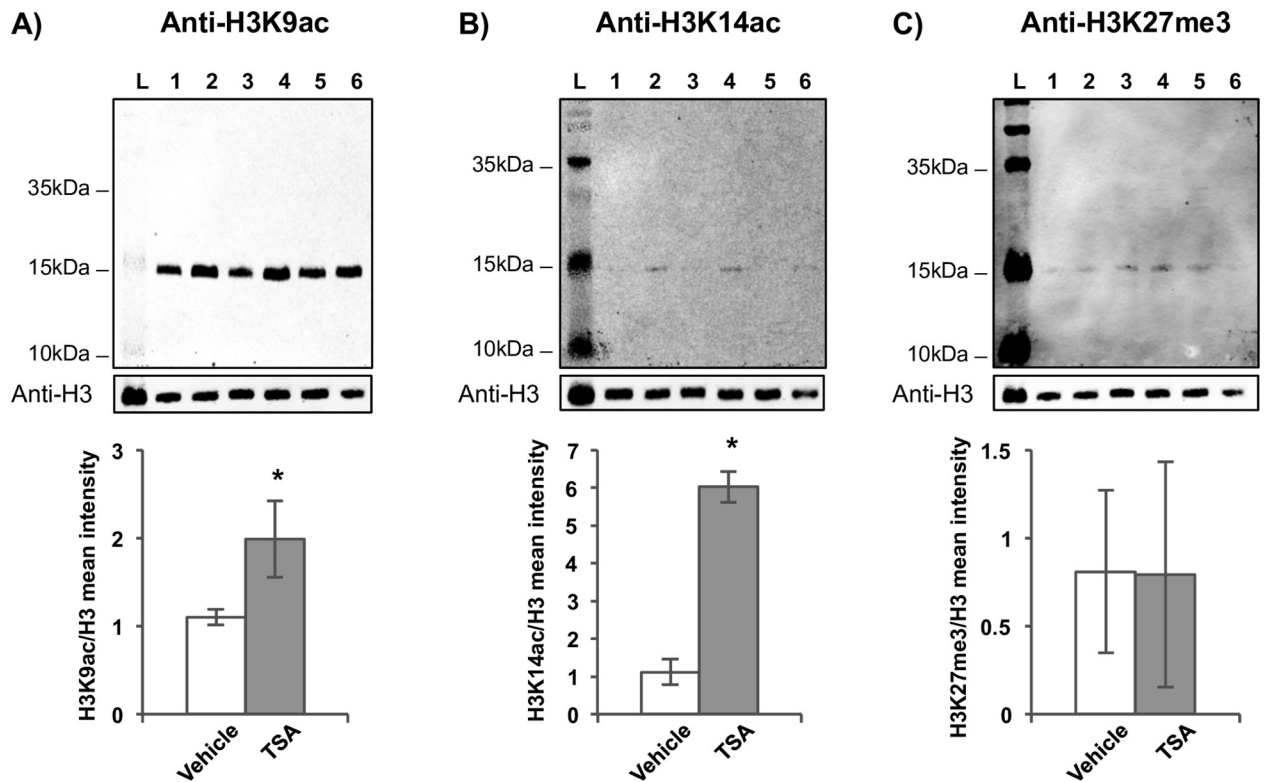 A) Anti-H3K9ac
L 1 2 3 4 5 6
35kDa
15kDa
10kDa
Anti-H3
H3K9ac/H3 mean intensity
3
2
1
0
*
Vehicle
TSA
B) Anti-H3K14ac
L 1 2 3 4 5 6
35kDa
15kDa
10kDa
Anti-H3
H3K14ac/H3 mean intensity
7
6
5
4
3
2
1
0
*
Vehicle
TSA
C) Anti-H3K27me3
L 1 2 3 4 5 6
35kDa
15kDa
10kDa
Anti-H3
H3K27me3/H3 mean intensity
1.5
1
0.5
0
Vehicle
TSA